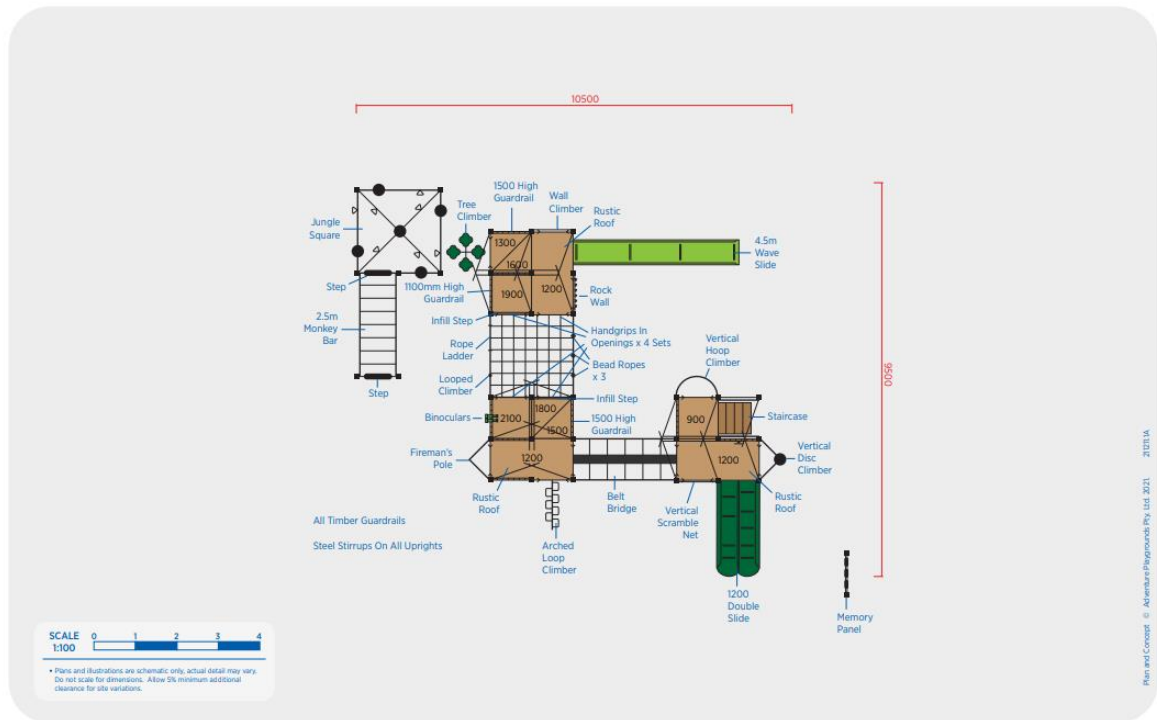 10500
1500 High
Guardrail
Wall
Climber
Tree
Climber
Rustic
Roof
Jungle
Square
1300
1600
4.5m
Wave
Slide
Step
1100mm High
Guardrail
1900
1200
Rock
Wall
2.5m
Monkey
Bar
Infill Step
Rope
Ladder
Handgrips In
Openings x 4 Sets
Vertical
Hoop
Climber
Bead Ropes
x 3
9500
Looped
Climber
Step
Infill Step
Binoculars
2100
1800
1500
1500 High
Guardrail
900
Staircase
Fireman's
Pole
1200
1200
Vertical
Disc
Climber
Rustic
Roof
Belt
Bridge
Vertical
Scramble
Net
Rustic
Roof
All Timber Guardrails
Steel Stirrups On All Uprights
Arched
Loop
Climber
1200
Double
Slide
Memory
Panel
SCALE
1:100
0 1 2 3 4
• Plans and illustrations are schematic only, actual detail may vary.
Do not scale for dimensions. Allow 5% minimum additional
clearance for site variations.
Plan and Concept © Adventure Playgrounds Pty. Ltd. 2021.